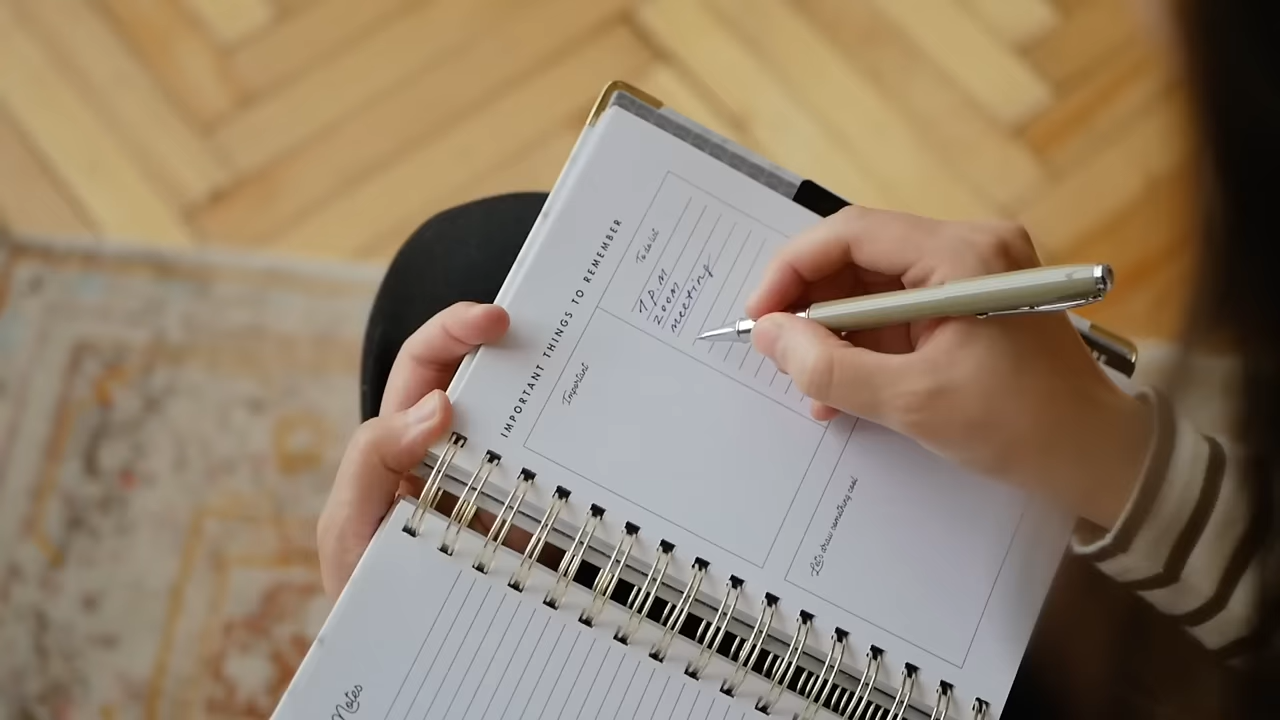 IMPORTANT THINGS TO REMEMBER
To do list
1 P.M
zoom
meeting
Important
Let's draw something cool
Notes